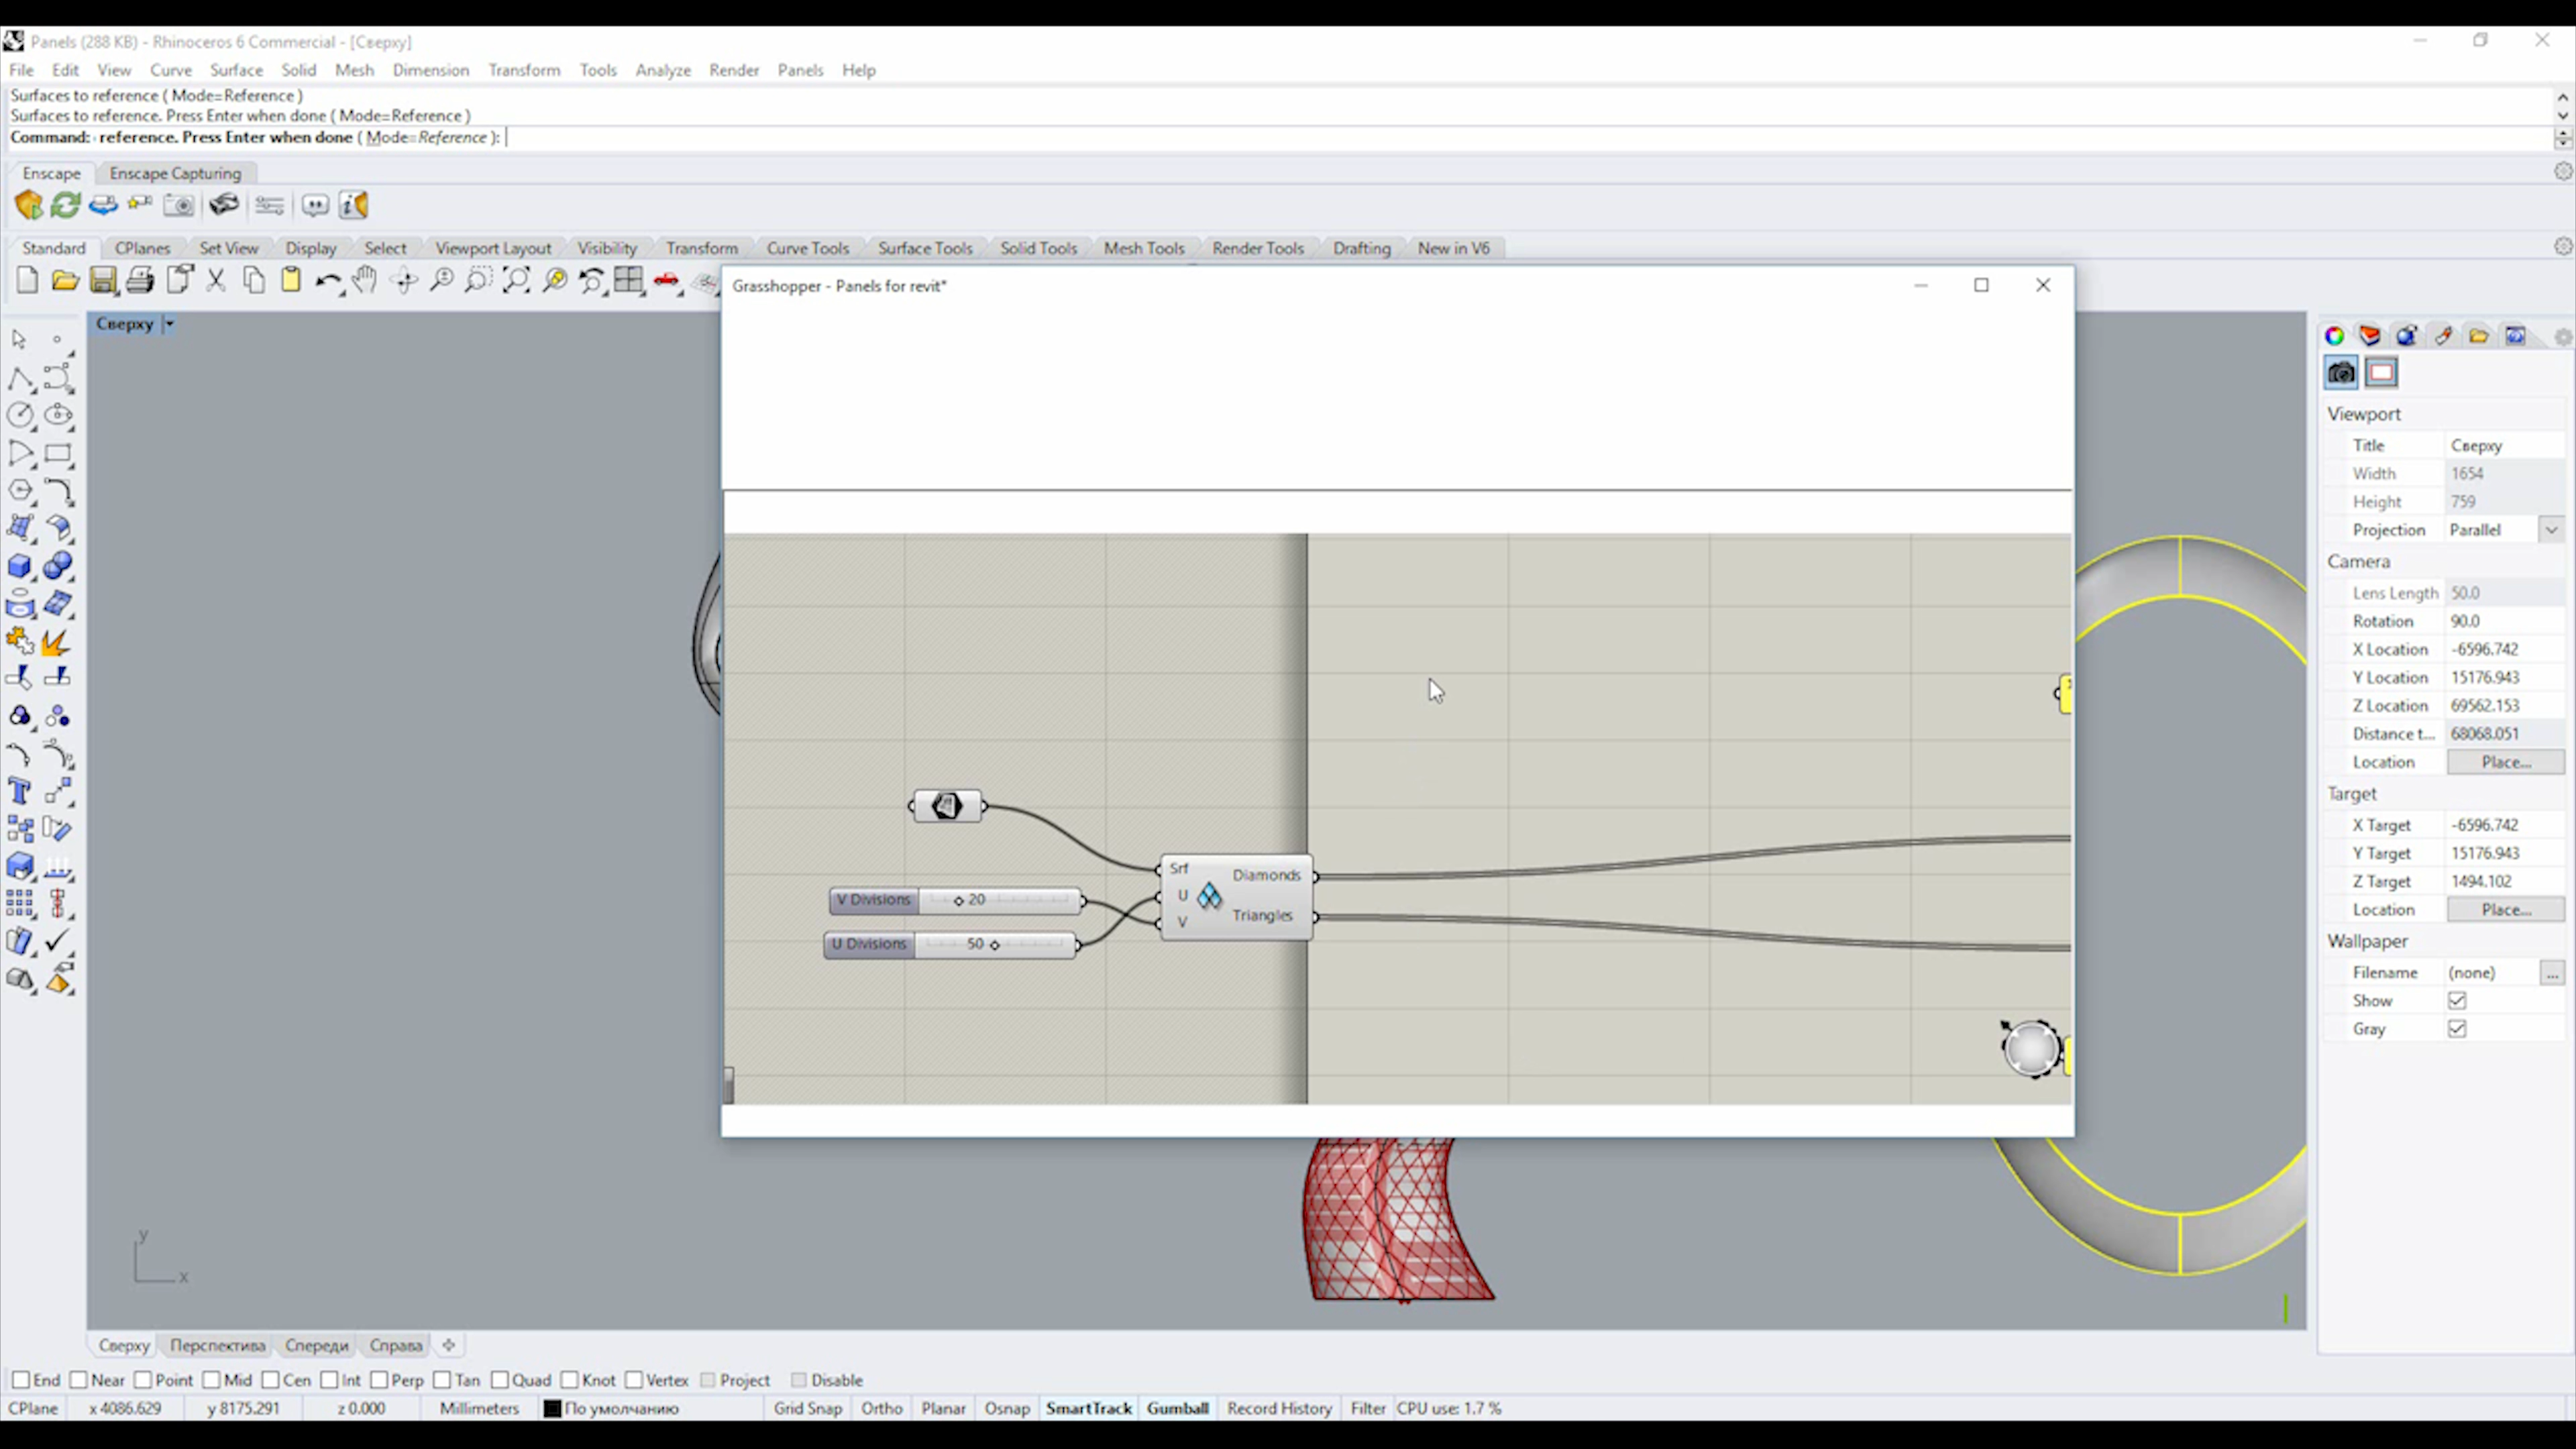 Panels (288 KB) - Rhinoceros 6 Commercial - [Сверху]
File Edit View Curve Surface Solid Mesh Dimension Transform Tools Analyze Render Panels Help
Surfaces to reference ( Mode=Reference )
Surfaces to reference. Press Enter when done ( Mode=Reference )
Command: reference. Press Enter when done ( Mode=Reference ):
Enscape Enscape Capturing
Standard CPlanes Set View Display Select Viewport Layout Visibility Transform Curve Tools Surface Tools Solid Tools Mesh Tools Render Tools Drafting New in V6
Grasshopper - Panels for revit*
Сверху
Srf
U
V
Diamonds
Triangles
V Divisions 20
U Divisions 50
Viewport
Title Сверху
Width 1654
Height 759
Projection Parallel
Camera
Lens Length 50.0
Rotation 90.0
X Location -6596.742
Y Location 15176.943
Z Location 69562.153
Distance t... 68068.051
Location Place...
Target
X Target -6596.742
Y Target 15176.943
Z Target 1494.102
Location Place...
Wallpaper
Filename (none) ...
Show
Gray
y
x
Сверху Перспектива Спереди Справа
End Near Point Mid Cen Int Perp Tan Quad Knot Vertex Project Disable
CPlane x 4086.629 y 8175.291 z 0.000 Millimeters По умолчанию Grid Snap Ortho Planar Osnap SmartTrack Gumball Record History Filter CPU use: 1.7 %